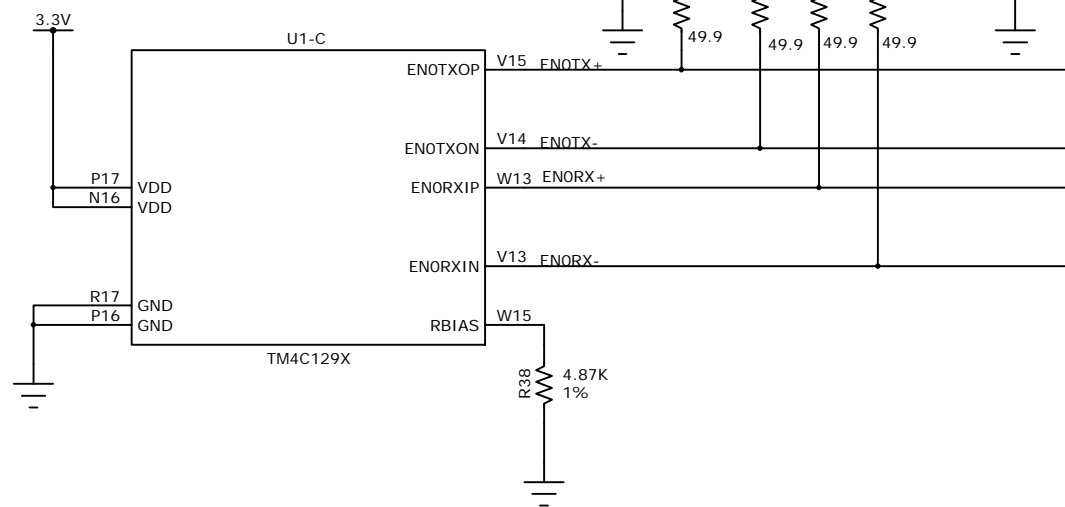 3.3V
U1-C
49.9
49.9
49.9
49.9
EN0TXOP
V15
EN0TX+
EN0TXON
V14
EN0TX-
P17
VDD
EN0RXIP
W13
EN0RX+
N16
VDD
EN0RXIN
V13
EN0RX-
R17
GND
P16
GND
RBIAS
W15
TM4C129X
R38
4.87K
1%